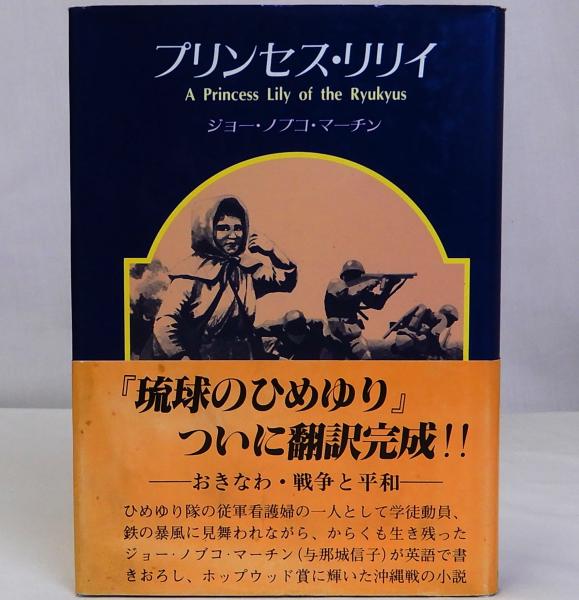 プリンセス・リリイ
A Princess Lily of the Ryukyus
ジョー・ノブコ・マーチン
『琉球のひめゆり』
ついに翻訳完成!!
──おきなわ・戦争と平和──
ひめゆり隊の従軍看護婦の一人として学徒動員、
鉄の暴風に見舞われながら、からくも生き残った
ジョー・ノブコ・マーチン(与那城信子)が英語で書
きおろし、ホップウッド賞に輝いた沖縄戦の小説